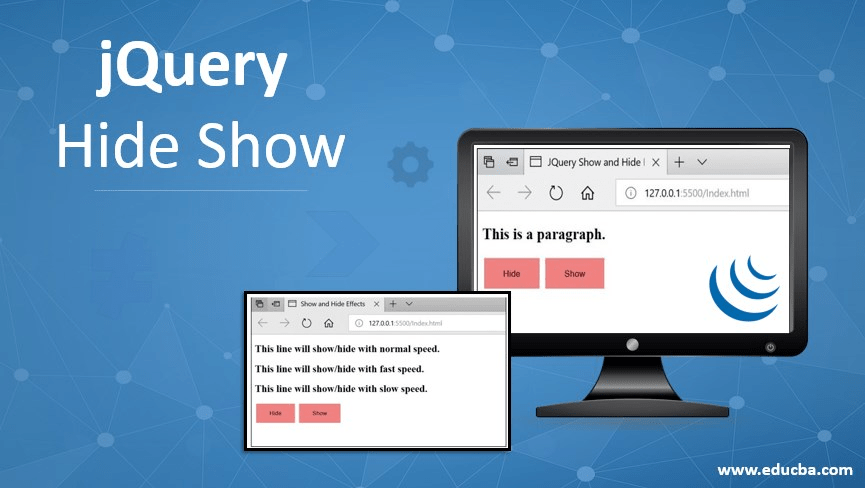 jQuery
Hide Show
JQuery Show and Hide
127.0.0.1:5500/Index.html
This is a paragraph.
Hide Show
Show and Hide Effects
127.0.0.1:5500/Index.html
This line will show/hide with normal speed.
This line will show/hide with fast speed.
This line will show/hide with slow speed.
Hide Show
www.educba.com